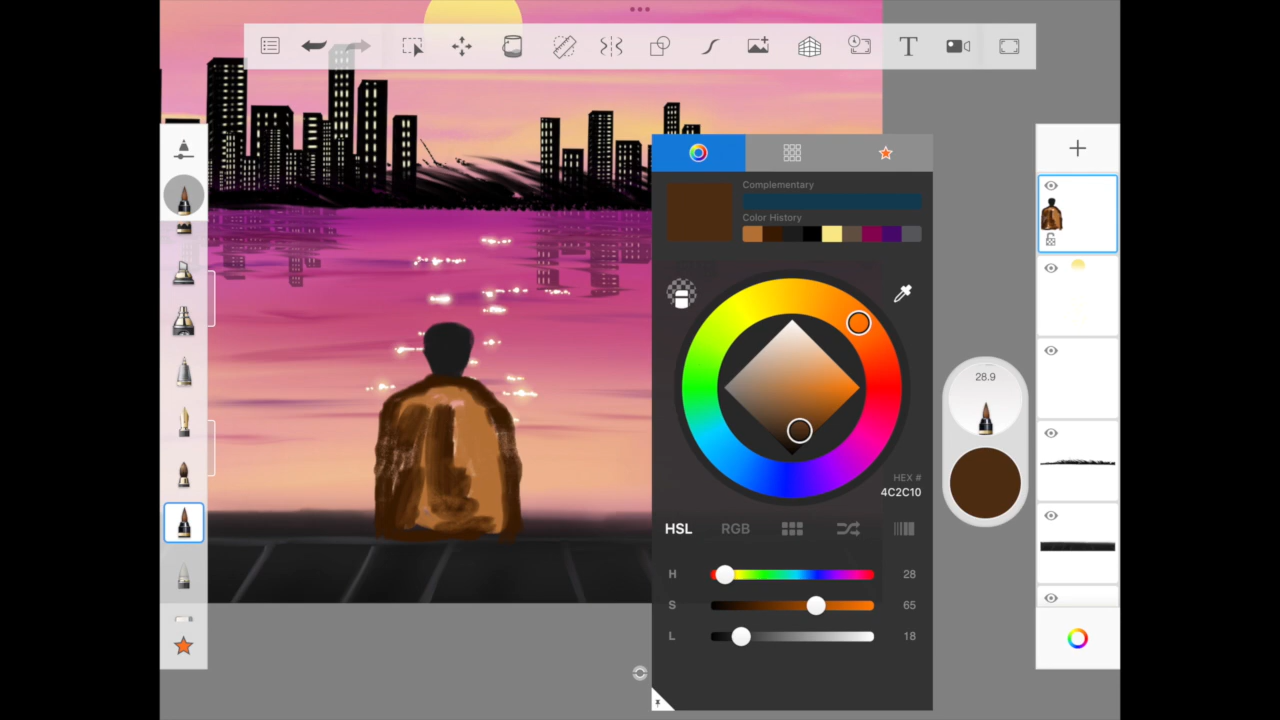 T
Complementary
Color History
28.9
HEX #
4C2C10
HSL RGB
H 28
S 65
L 18